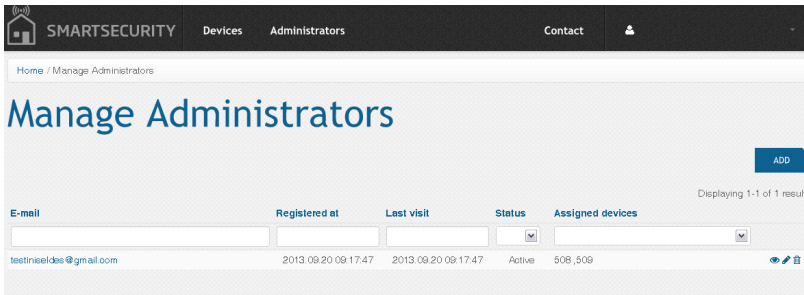 SMARTSECURITY Devices Administrators Contact
Home / Manage Administrators
Manage Administrators
ADD
Displaying 1-1 of 1 resul
E-mail Registered at Last visit Status Assigned devices
testiniseldes@gmail.com 2013.09.20 09:17:47 2013.09.20 09:17:47 Active 508,509